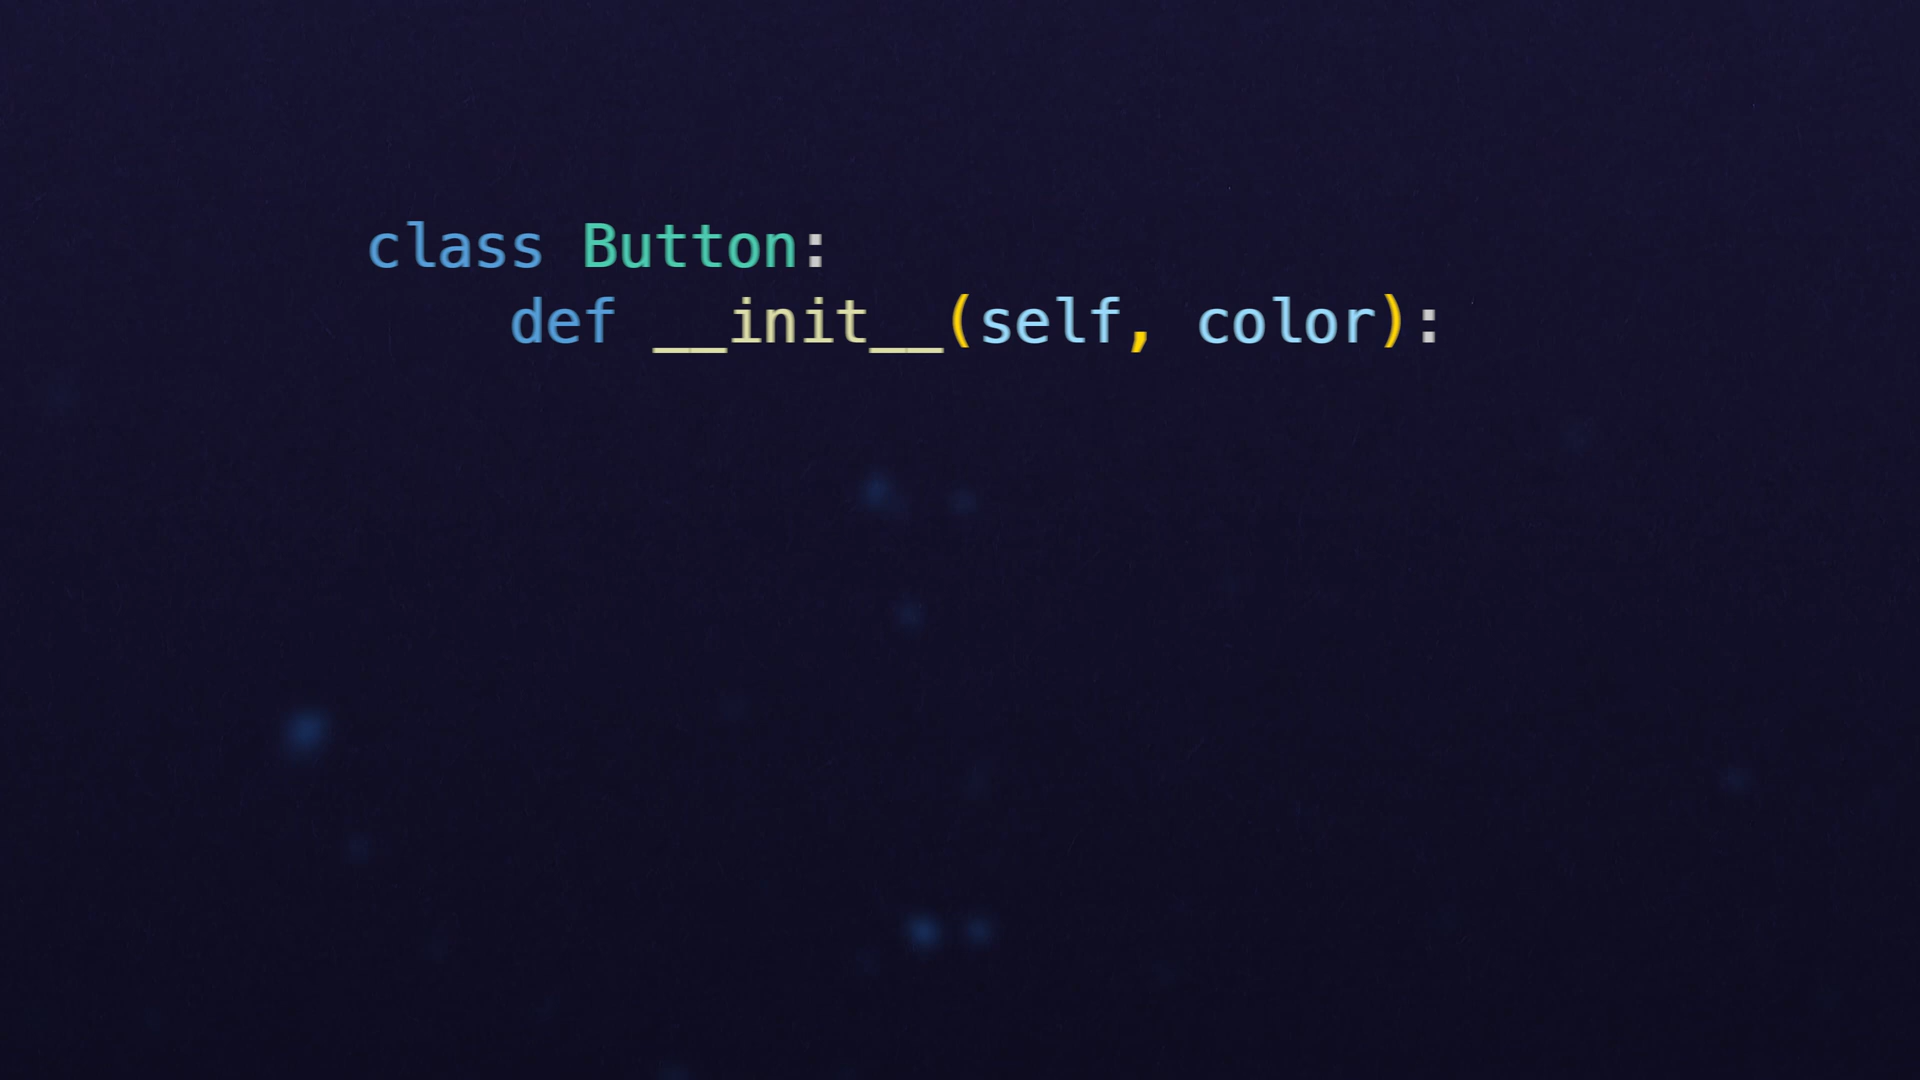 class Button:
    def __init__(self, color):